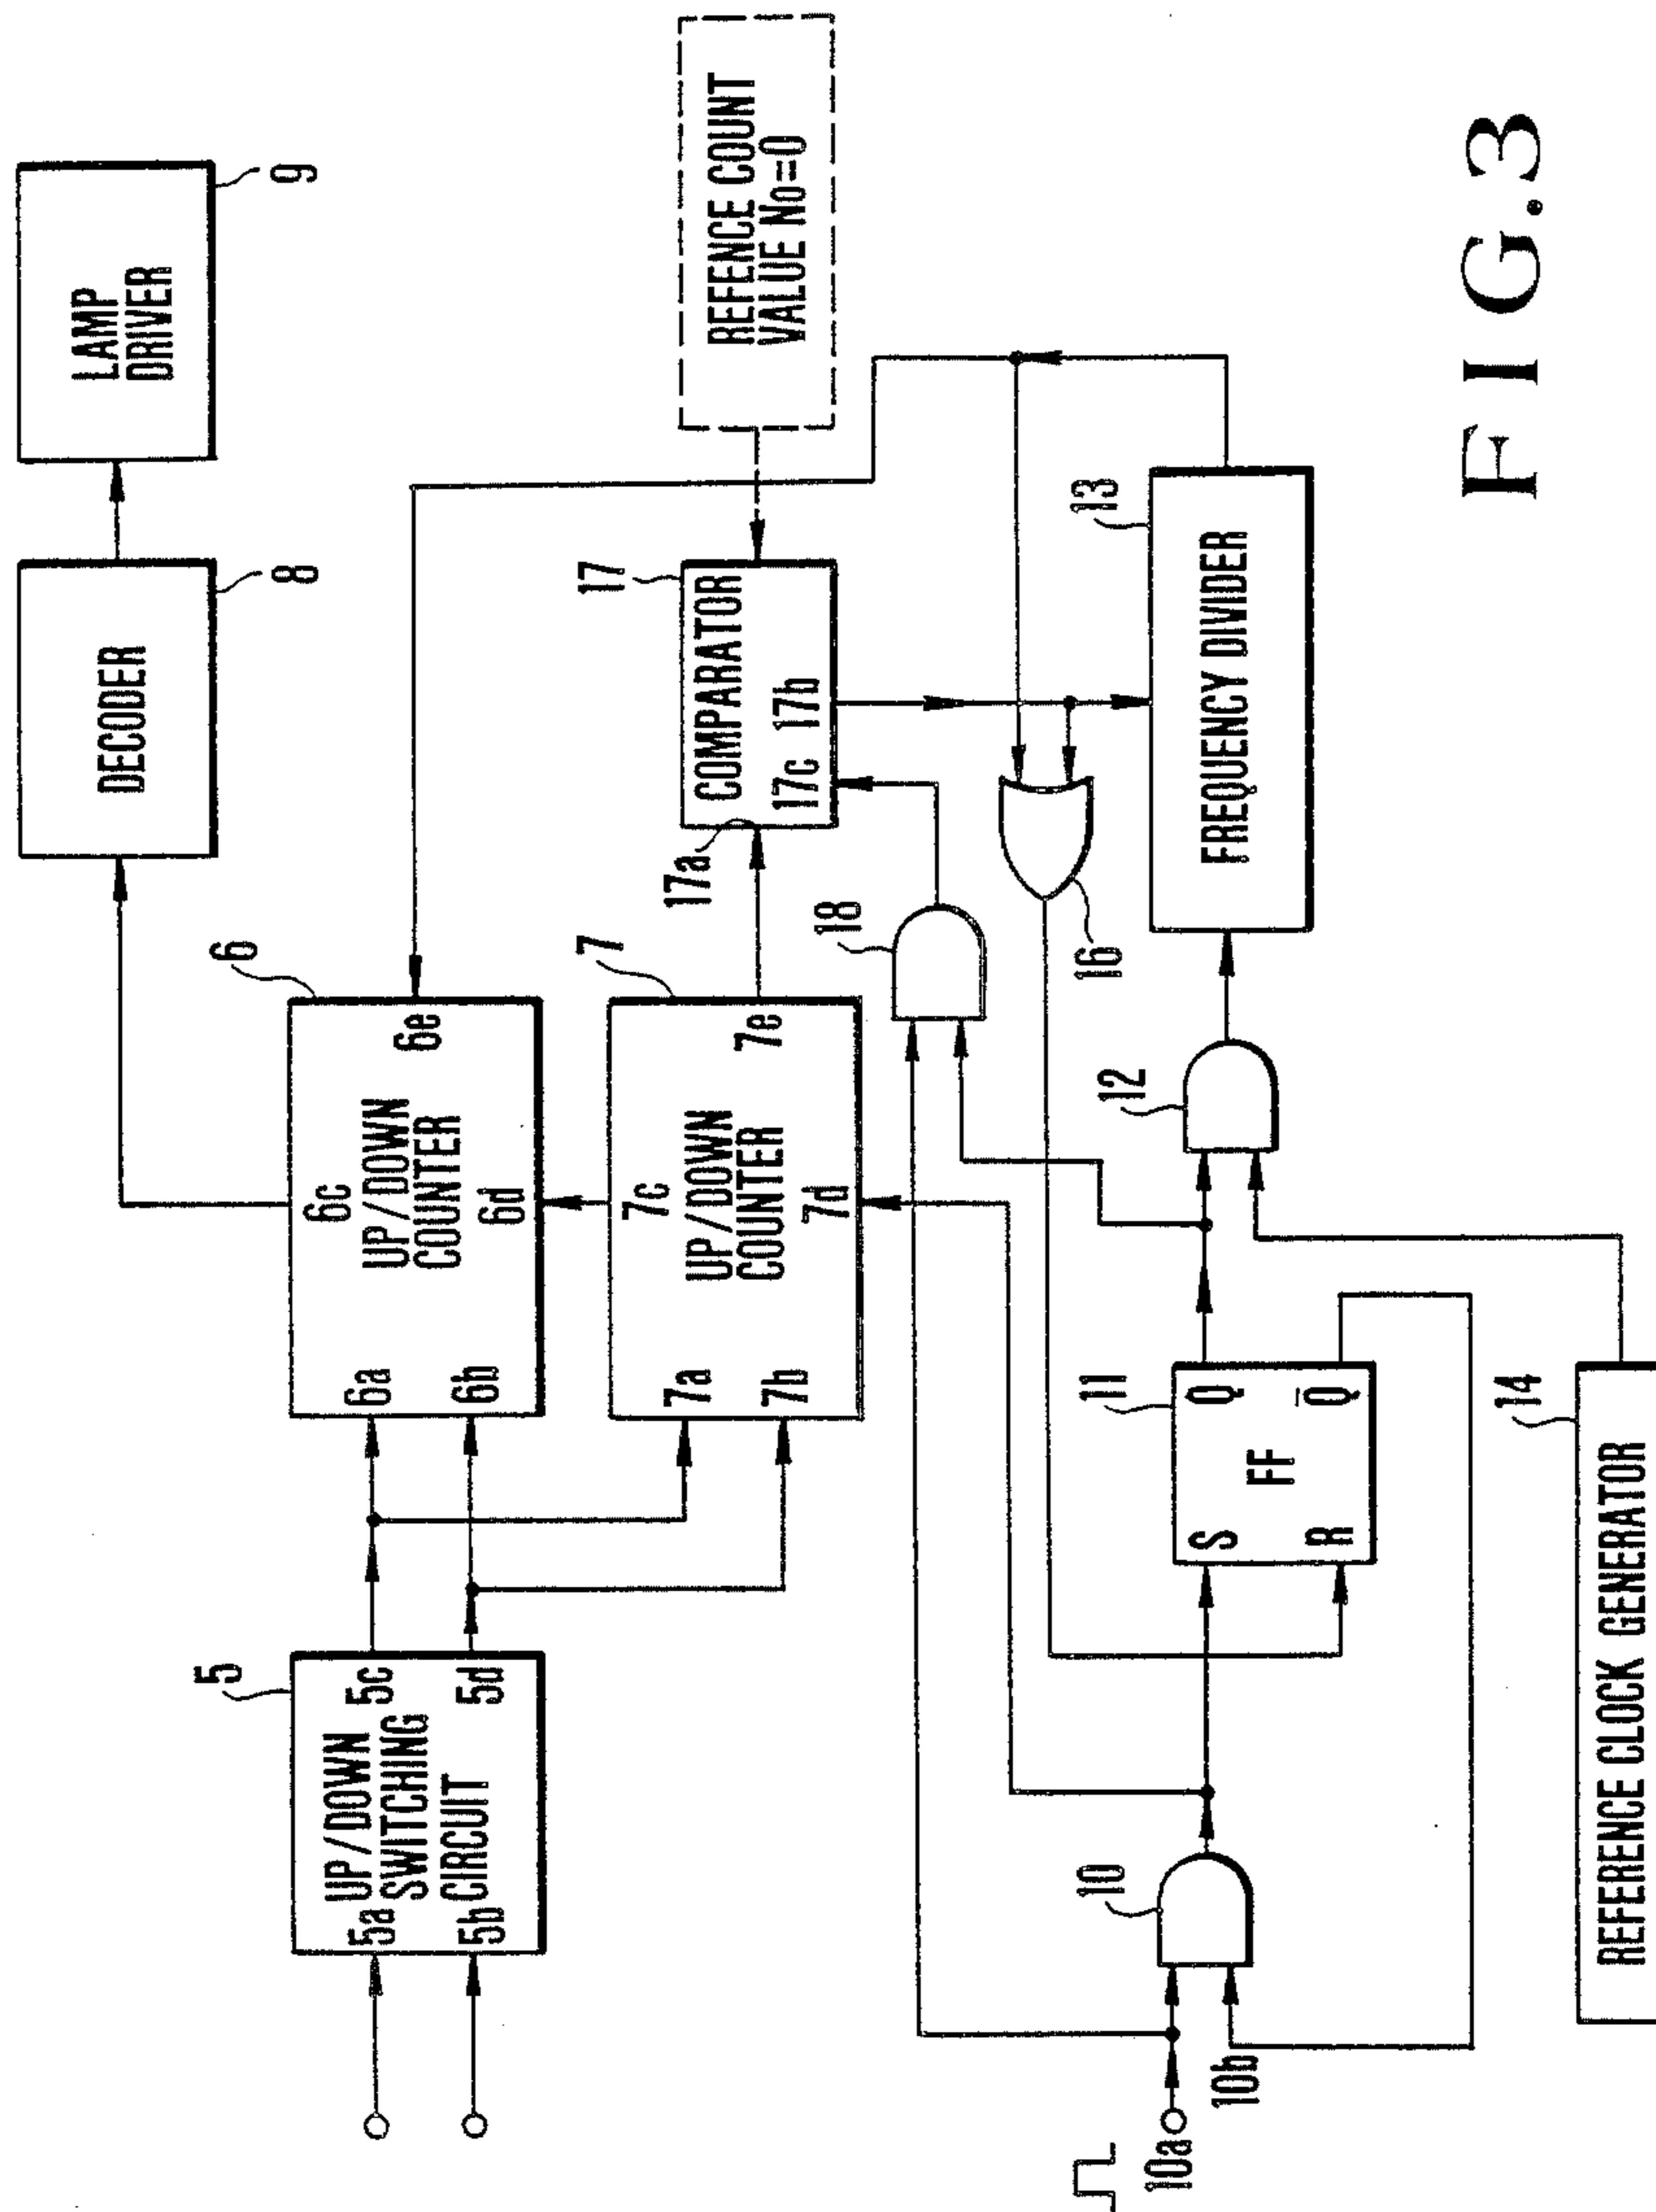 LAMP
DRIVER
9
DECODER
8
REFENCE COUNT
VALUE N₀=0
6
6a
6b
6c
6d
6e
UP/DOWN
COUNTER
5
5a
5b
5c
5d
UP/DOWN
SWITCHING
CIRCUIT
7
7a
7b
7c
7d
7e
UP/DOWN
COUNTER
17
COMPARATOR
17a
17c 17b
18
16
13
FREQUENCY DIVIDER
12
11
S
R
FF
Q
Q̅
10
10a
10b
14
REFERENCE CLOCK GENERATOR
FIG.3